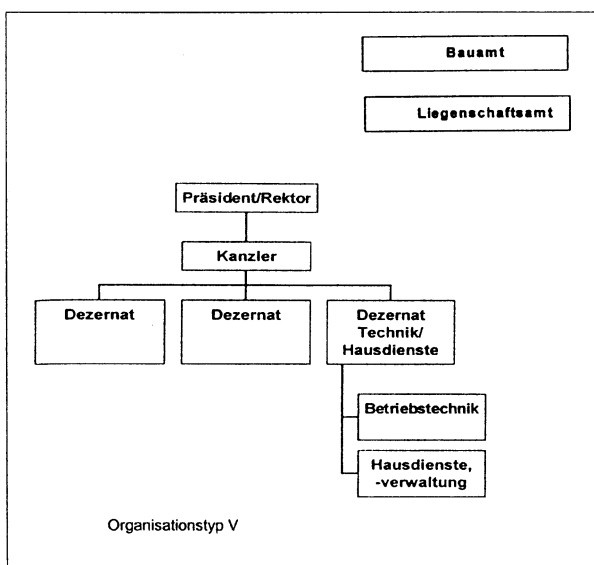 Bauamt
Liegenschaftsamt
Präsident/Rektor
Kanzler
Dezernat
Dezernat
Dezernat
Technik/
Hausdienste
Betriebstechnik
Hausdienste,
-verwaltung
Organisationstyp V